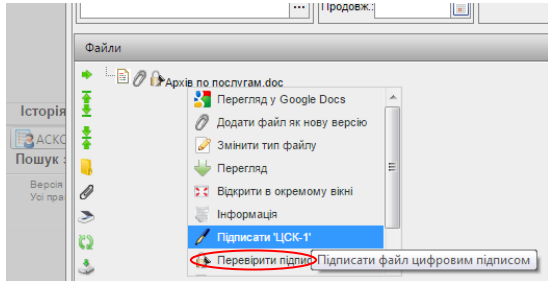 ... Продовж.:
Файли
Архів по послугам.doc
Перегляд у Google Docs
Додати файл як нову версію
Змінити тип файлу
Перегляд
Відкрити в окремому вікні
Інформація
Підписати 'ЦСК-1'
Перевірити підпис
Підписати файл цифровим підписом
Історія
АСКО
Пошук :
Версія
Усі пра